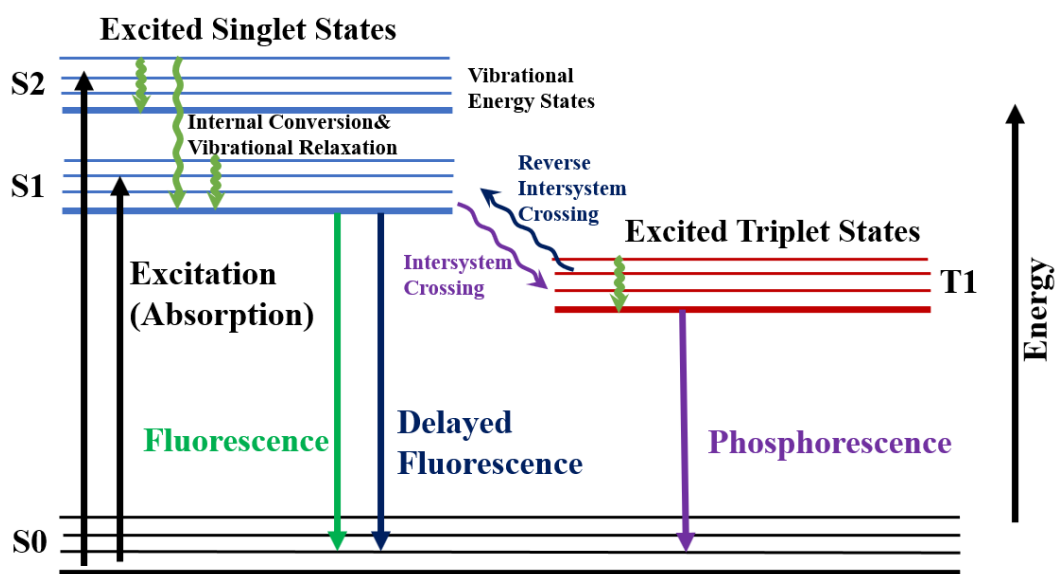 Excited Singlet States
S2
Vibrational
Energy States
Internal Conversion&
Vibrational Relaxation
S1
Reverse
Intersystem
Crossing
Excited Triplet States
Intersystem
Crossing
T1
Excitation
(Absorption)
Energy
Fluorescence
Delayed
Fluorescence
Phosphorescence
S0